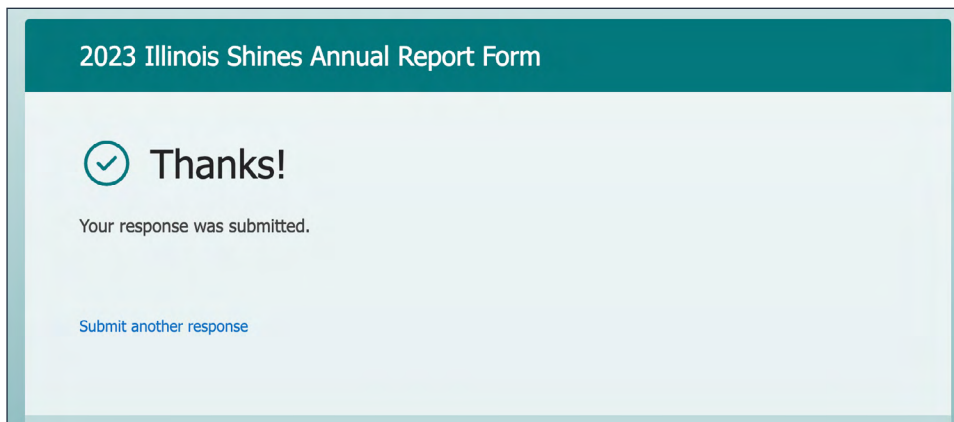 2023 Illinois Shines Annual Report Form
Thanks!
Your response was submitted.
Submit another response